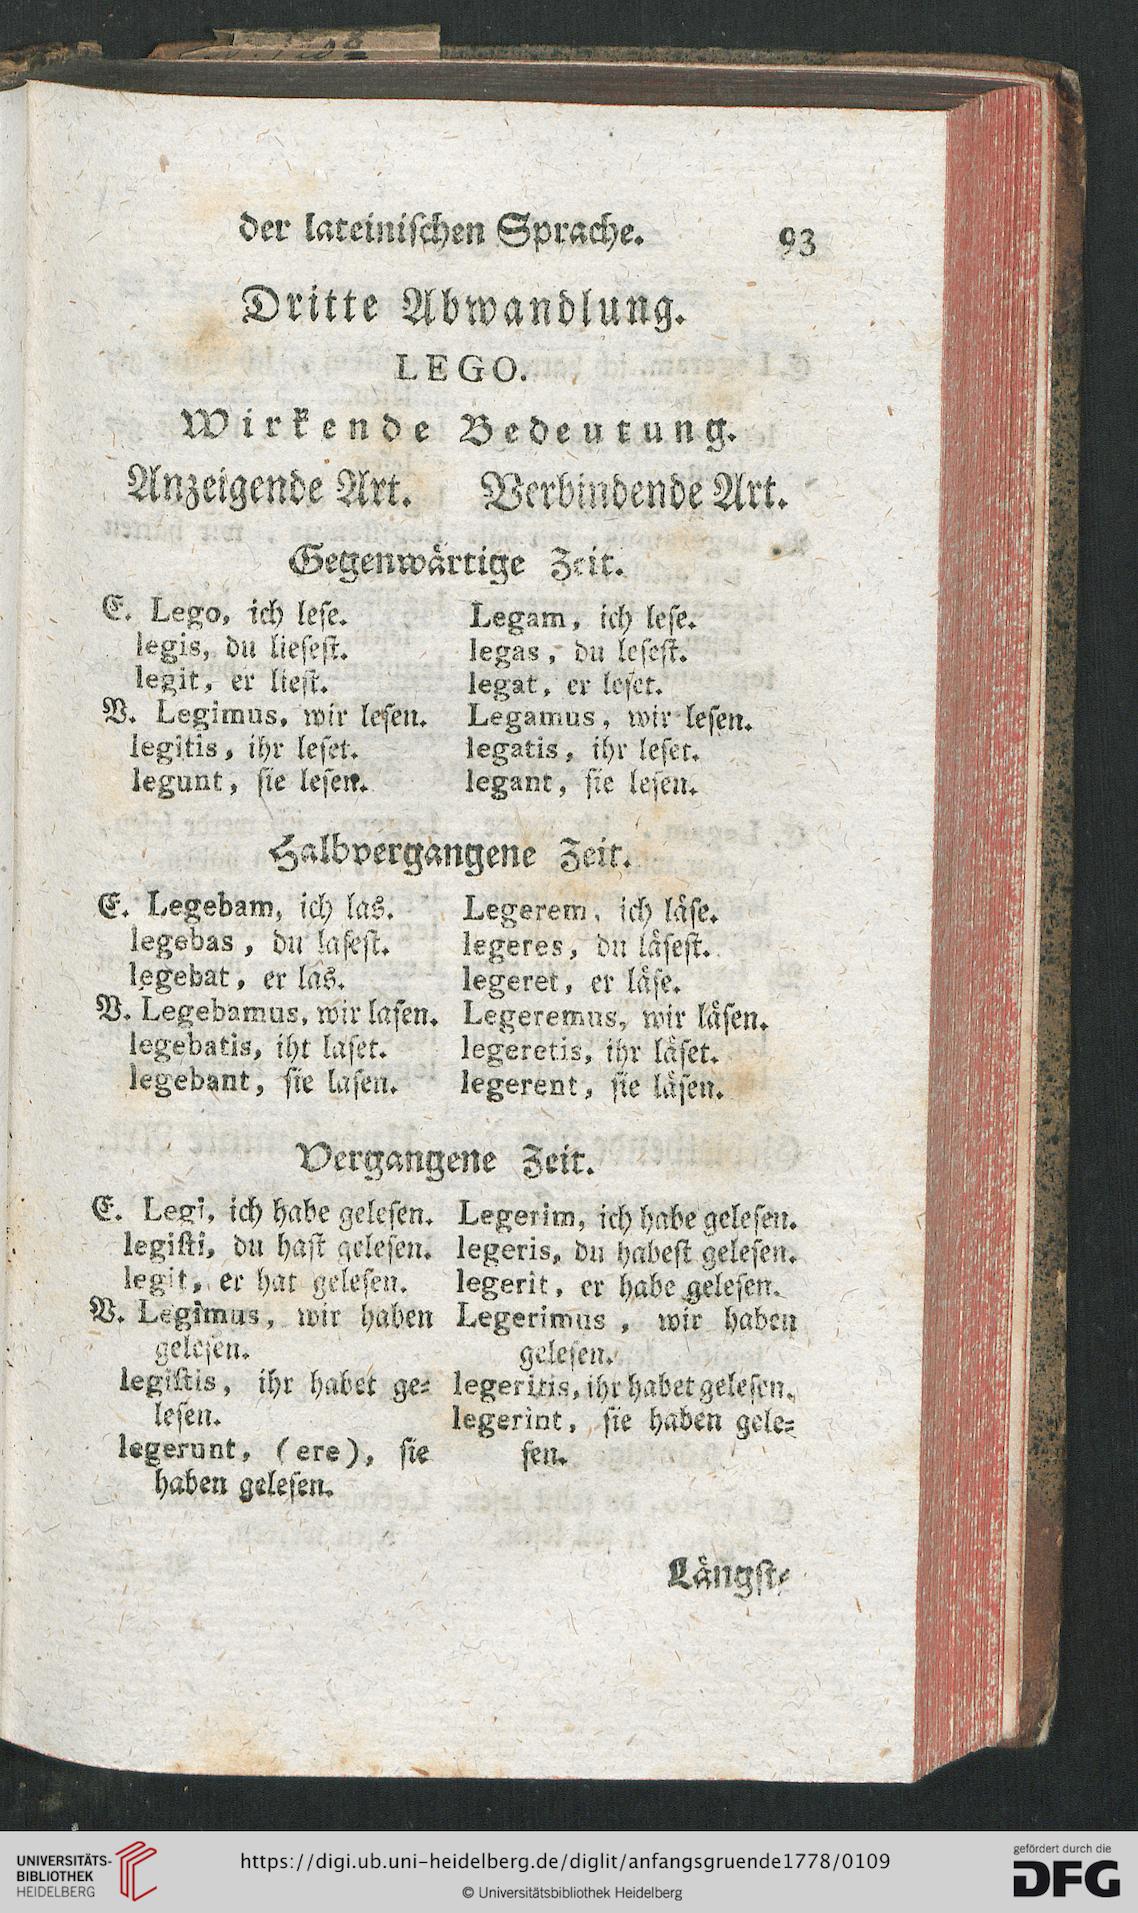 der lateinischen Sprache. 93
Dritte Abwandlung.
LEGO.
Wirkende Bedeutung.
Anzeigende Art. Verbindende Art.
Gegenwärtige Zeit.
E. Lego, ich lese. Legam, ich lese.
legis, du liesest. legas, du lesest.
legit, er liest. legat, er leset.
V. Legimus, wir lesen. Legamus, wir lesen.
legitis, ihr leset. legatis, ihr leset.
legunt, sie lesen. legant, sie lesen.
Halbvergangene Zeit.
E. Legebam, ich las. Legerem, ich läse.
legebas, du lasest. legeres, du läsest.
legebat, er las. legeret, er läse.
V. Legebamus, wir lasen. Legeremus, wir läsen.
legebatis, iht laset. legeretis, ihr läset.
legebant, sie lasen. legerent, sie läsen.
Vergangene Zeit.
E. Legi, ich habe gelesen. Legerim, ich habe gelesen.
legisti, du hast gelesen. legeris, du habest gelesen.
legit, er hat gelesen. legerit, er habe gelesen.
V. Legimus, wir haben Legerimus, wir haben
gelesen. gelesen.
legistis, ihr habet ge= legeritis, ihr habet gelesen.
lesen. legerint, sie haben gele=
legerunt, (ere), sie sen.
haben gelesen.
Längst=
UNIVERSITÄTS-
BIBLIOTHEK
HEIDELBERG
https://digi.ub.uni-heidelberg.de/diglit/anfangsgruende1778/0109
© Universitätsbibliothek Heidelberg
gefördert durch die
DFG